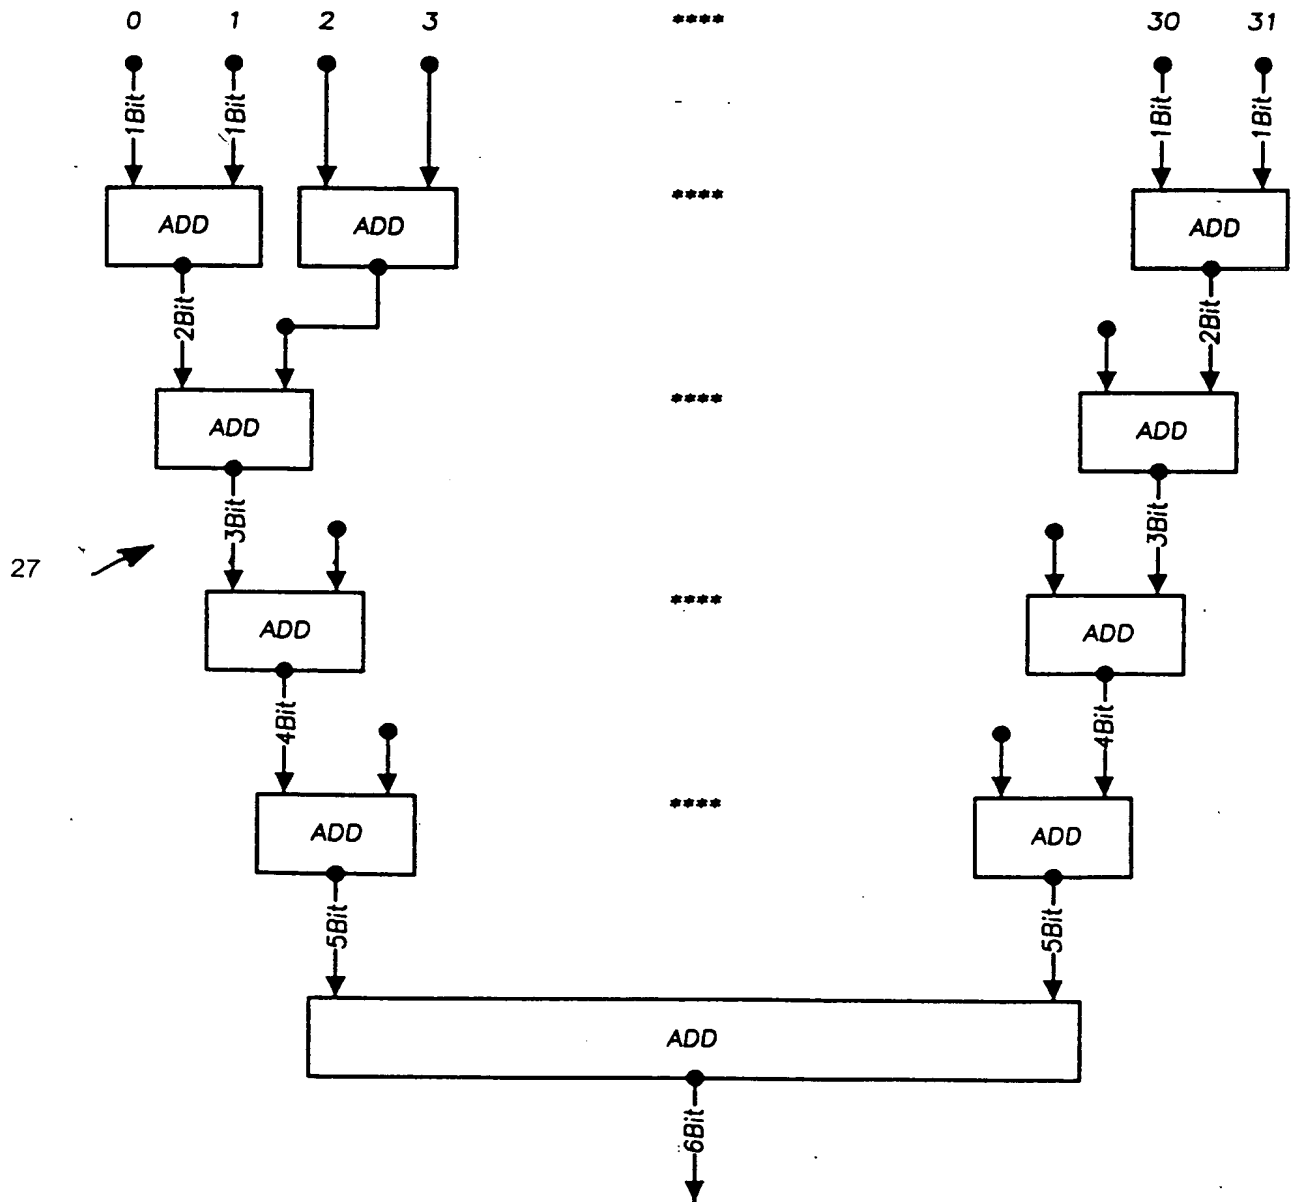 0 1 2 3 **** 30 31
1Bit 1Bit 1Bit 1Bit
ADD ADD **** ADD
2Bit 2Bit
ADD **** ADD
3Bit 3Bit
27
ADD **** ADD
4Bit 4Bit
ADD **** ADD
5Bit 5Bit
ADD
6Bit